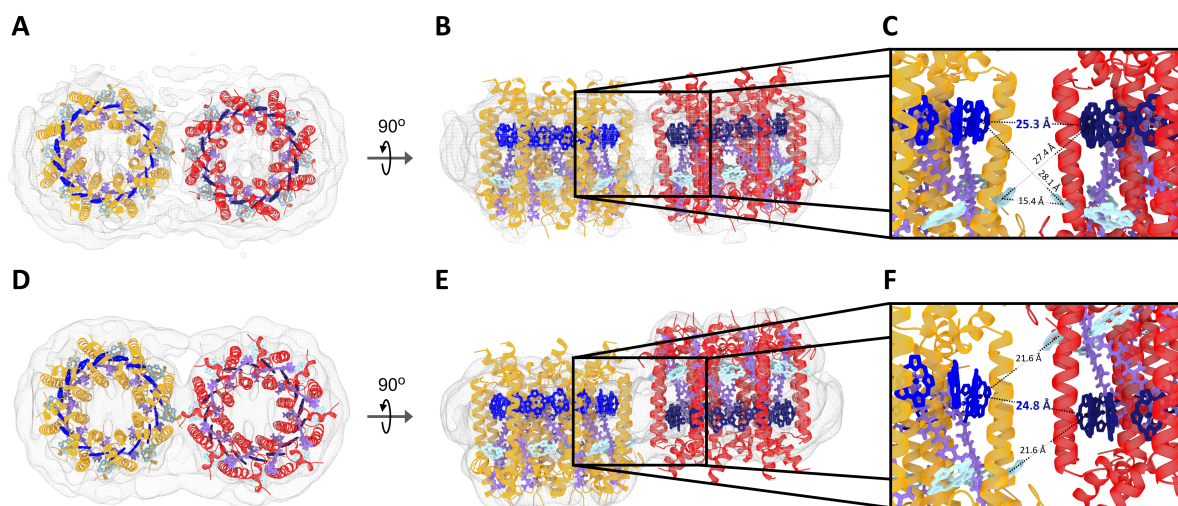 A
B
C
90°
25.3 Å
27.4 Å
28.1 Å
15.4 Å
D
E
F
90°
21.6 Å
24.8 Å
21.6 Å